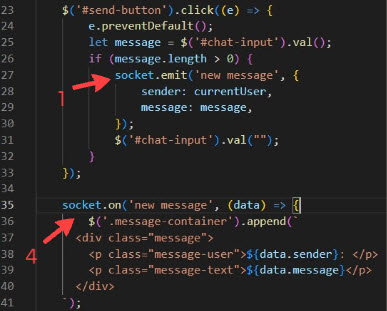 23 $('#send-button').click((e) => {
24 e.preventDefault();
25 let message = $('#chat-input').val();
26 if (message.length > 0) {
27 socket.emit('new message', {
1
28 sender: currentUser,
29 message: message,
30 });
31 $('#chat-input').val("");
32 }
33 });
34
35 socket.on('new message', (data) => {
36 $('.message-container').append(`
37 <div class="message">
4
38 <p class="message-user">${data.sender}: </p>
39 <p class="message-text">${data.message}</p>
40 </div>
41 `);